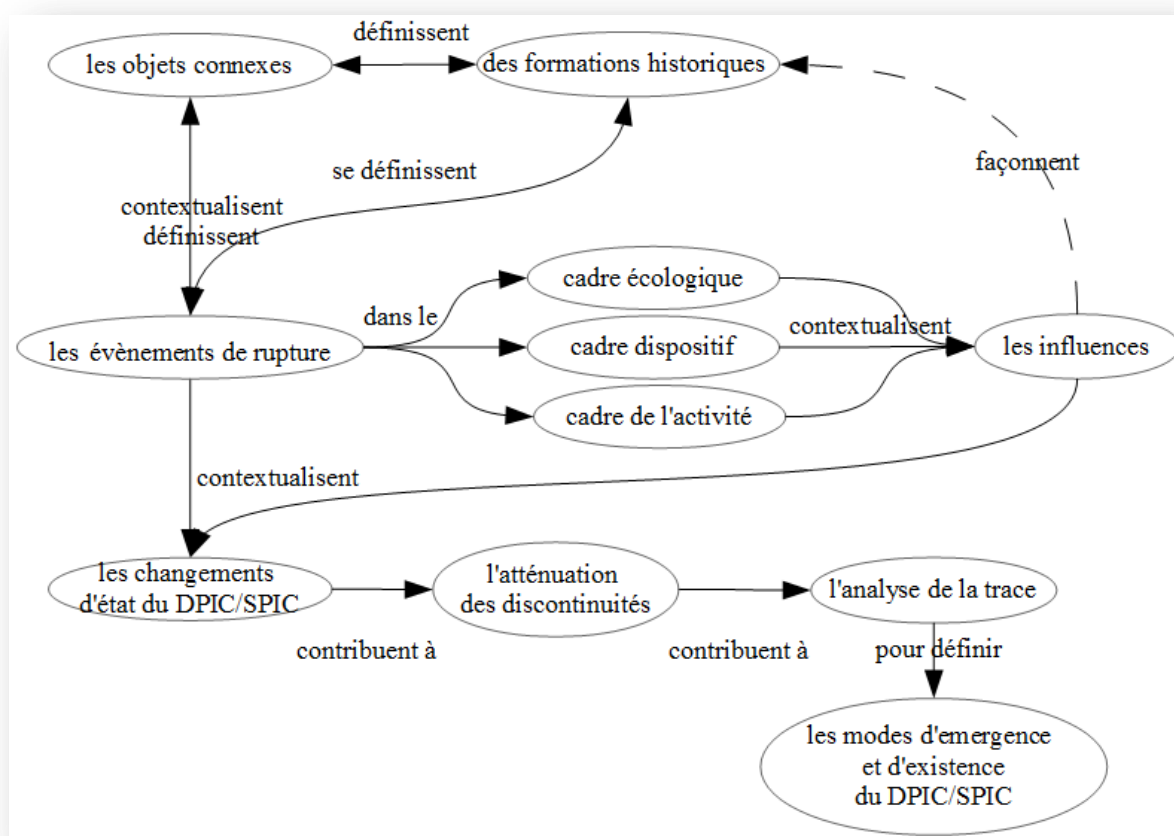 définissent
les objets connexes
des formations historiques
façonnent
se définissent
contextualisent
définissent
cadre écologique
dans le
contextualisent
les évènements de rupture
cadre dispositif
les influences
cadre de l'activité
contextualisent
les changements
d'état du DPIC/SPIC
l'atténuation
des discontinuités
l'analyse de la trace
contribuent à
contribuent à
pour définir
les modes d'emergence
et d'existence
du DPIC/SPIC